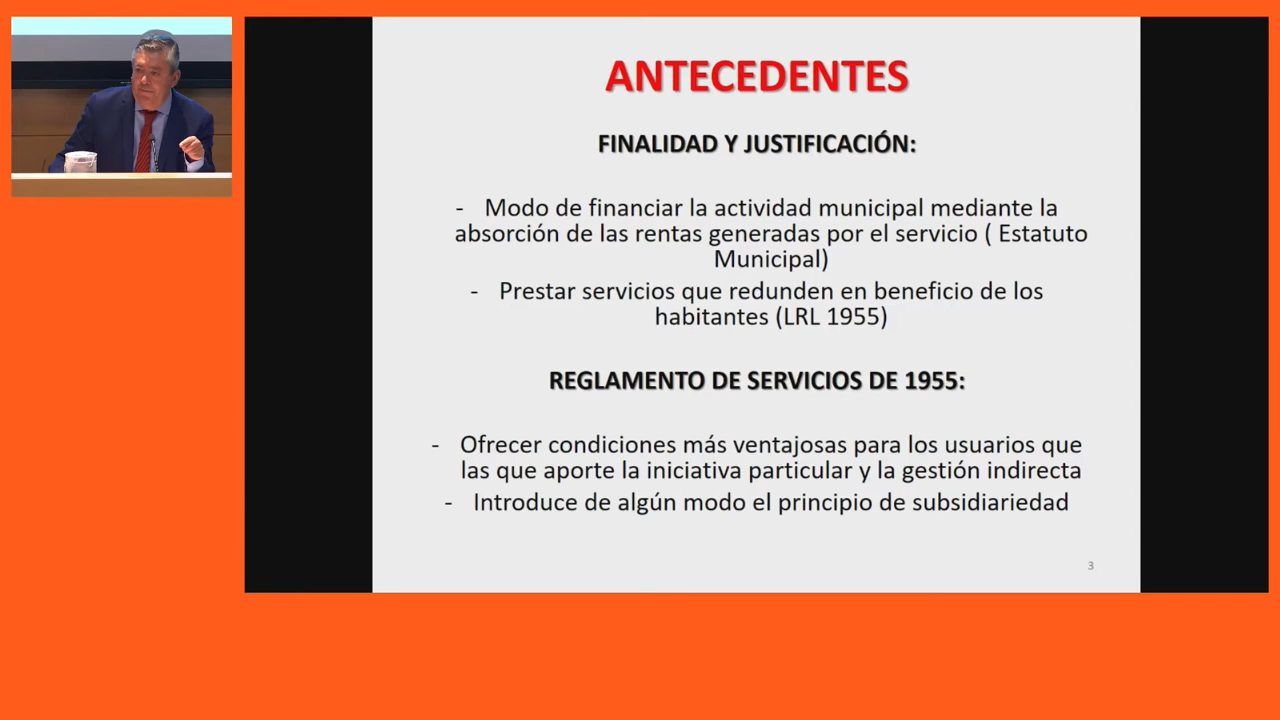 ANTECEDENTES
FINALIDAD Y JUSTIFICACIÓN:
- Modo de financiar la actividad municipal mediante la
absorción de las rentas generadas por el servicio ( Estatuto
Municipal)
- Prestar servicios que redunden en beneficio de los
habitantes (LRL 1955)
REGLAMENTO DE SERVICIOS DE 1955:
- Ofrecer condiciones más ventajosas para los usuarios que
las que aporte la iniciativa particular y la gestión indirecta
- Introduce de algún modo el principio de subsidiariedad
3